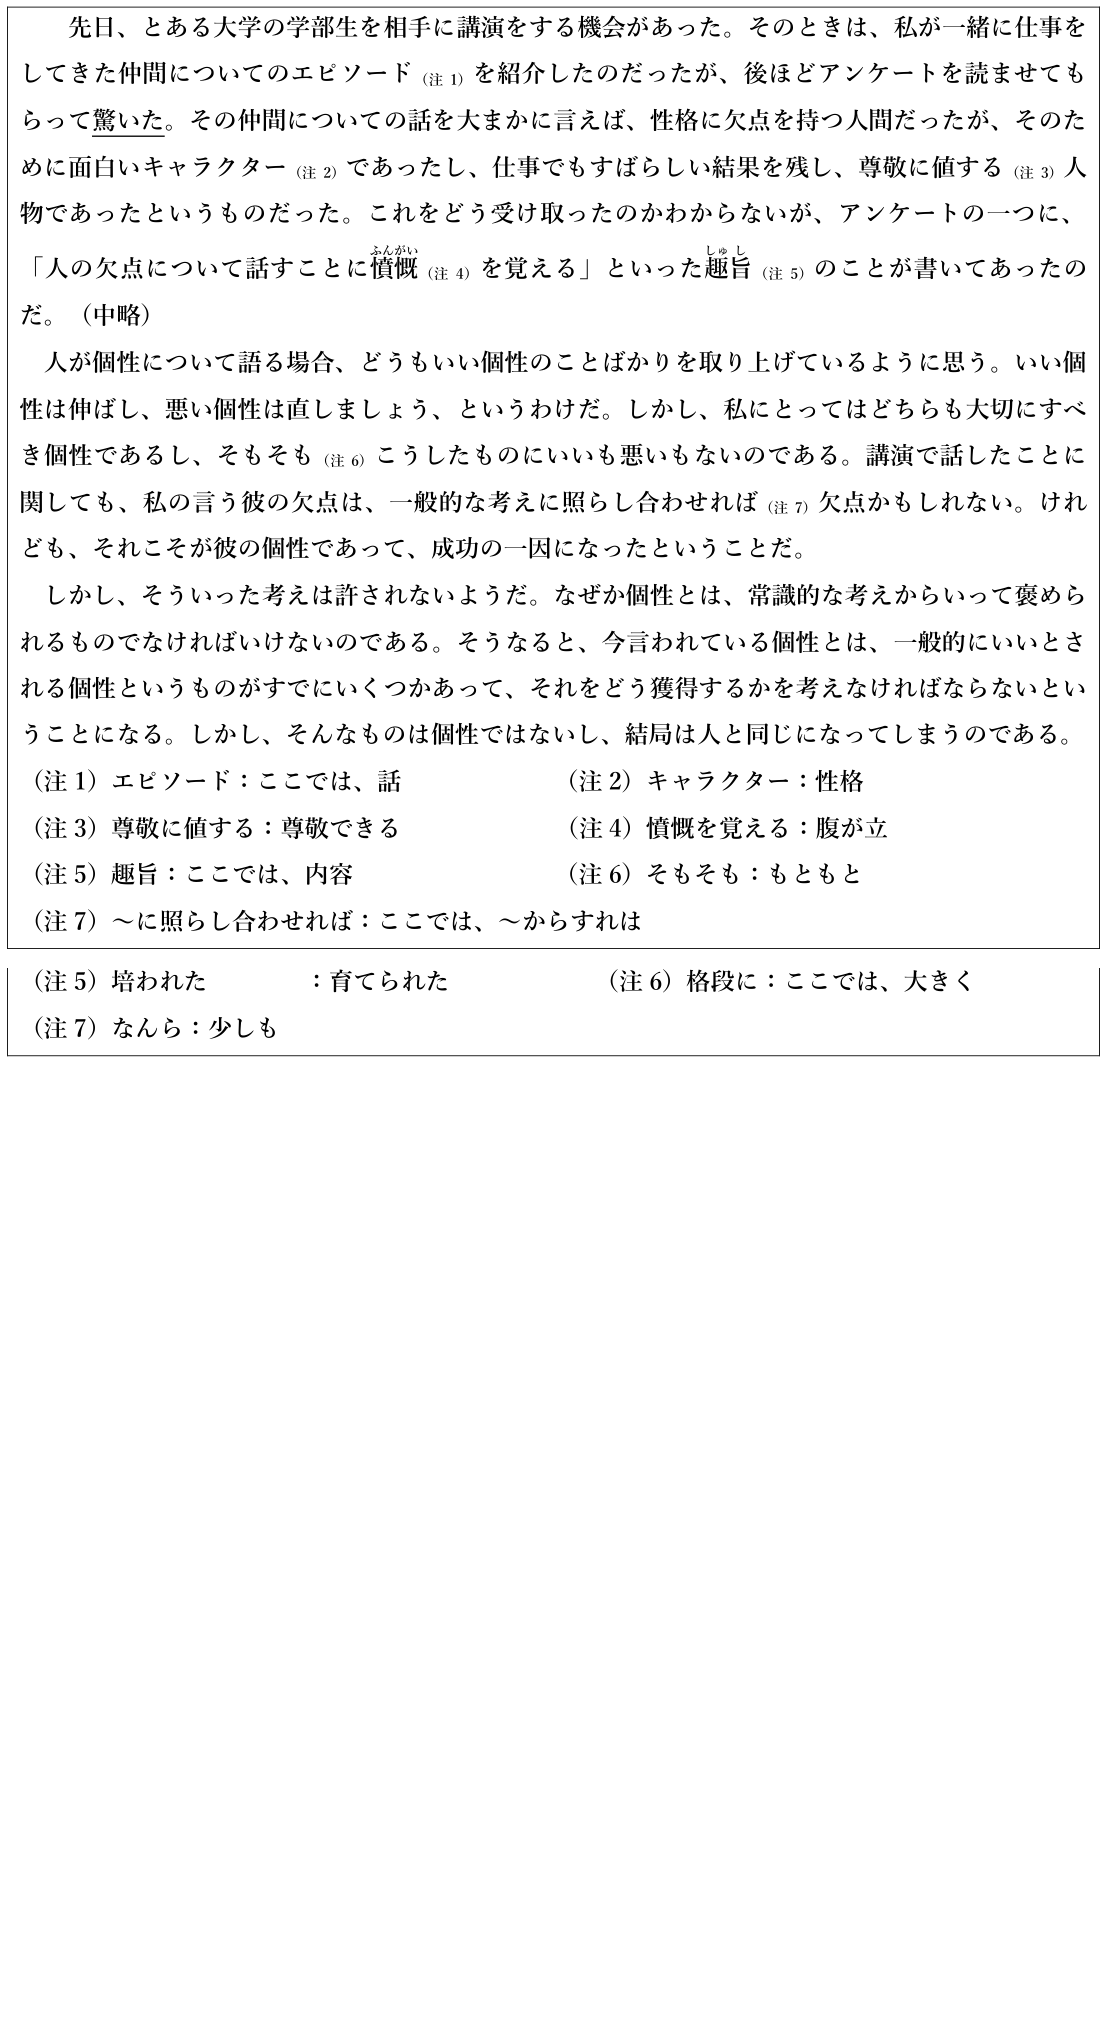 先日、とある大学の学部生を相手に講演をする機会があった。そのときは、私が一緒に仕事を
してきた仲間についてのエピソード（注 1）を紹介したのだったが、後ほどアンケートを読ませても
らって驚いた。その仲間についての話を大まかに言えば、性格に欠点を持つ人間だったが、そのた
めに面白いキャラクター（注 2）であったし、仕事でもすばらしい結果を残し、尊敬に値する（注 3）人
物であったというものだった。これをどう受け取ったのかわからないが、アンケートの一つに、
ふんがい しゅ し
「人の欠点について話すことに憤慨（注 4）を覚える」といった趣旨（注 5）のことが書いてあったの
だ。（中略）
人が個性について語る場合、どうもいい個性のことばかりを取り上げているように思う。いい個
性は伸ばし、悪い個性は直しましょう、というわけだ。しかし、私にとってはどちらも大切にすべ
き個性であるし、そもそも（注 6）こうしたものにいいも悪いもないのである。講演で話したことに
関しても、私の言う彼の欠点は、一般的な考えに照らし合わせれば（注 7）欠点かもしれない。けれ
ども、それこそが彼の個性であって、成功の一因になったということだ。
しかし、そういった考えは許されないようだ。なぜか個性とは、常識的な考えからいって褒めら
れるものでなければいけないのである。そうなると、今言われている個性とは、一般的にいいとさ
れる個性というものがすでにいくつかあって、それをどう獲得するかを考えなければならないとい
うことになる。しかし、そんなものは個性ではないし、結局は人と同じになってしまうのである。
（注 1）エピソード：ここでは、話 （注 2）キャラクター：性格
（注 3）尊敬に値する：尊敬できる （注 4）憤慨を覚える：腹が立
（注 5）趣旨：ここでは、内容 （注 6）そもそも：もともと
（注 7）〜に照らし合わせれば：ここでは、〜からすれは
（注 5）培われた ：育てられた （注 6）格段に：ここでは、大きく
（注 7）なんら：少しも